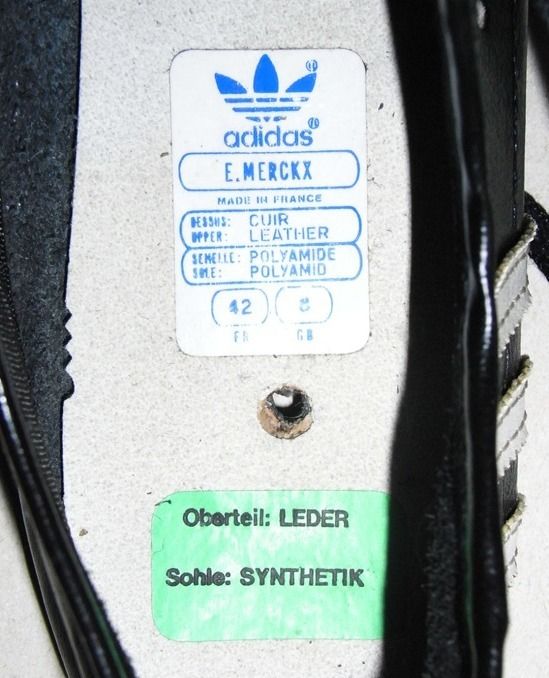 adidas®
E.MERCKX
MADE IN FRANCE
DESSUS: CUIR
UPPER: LEATHER
SEMELLE: POLYAMIDE
SOLE: POLYAMID
42 8
FR GB
Oberteil: LEDER
Sohle: SYNTHETIK